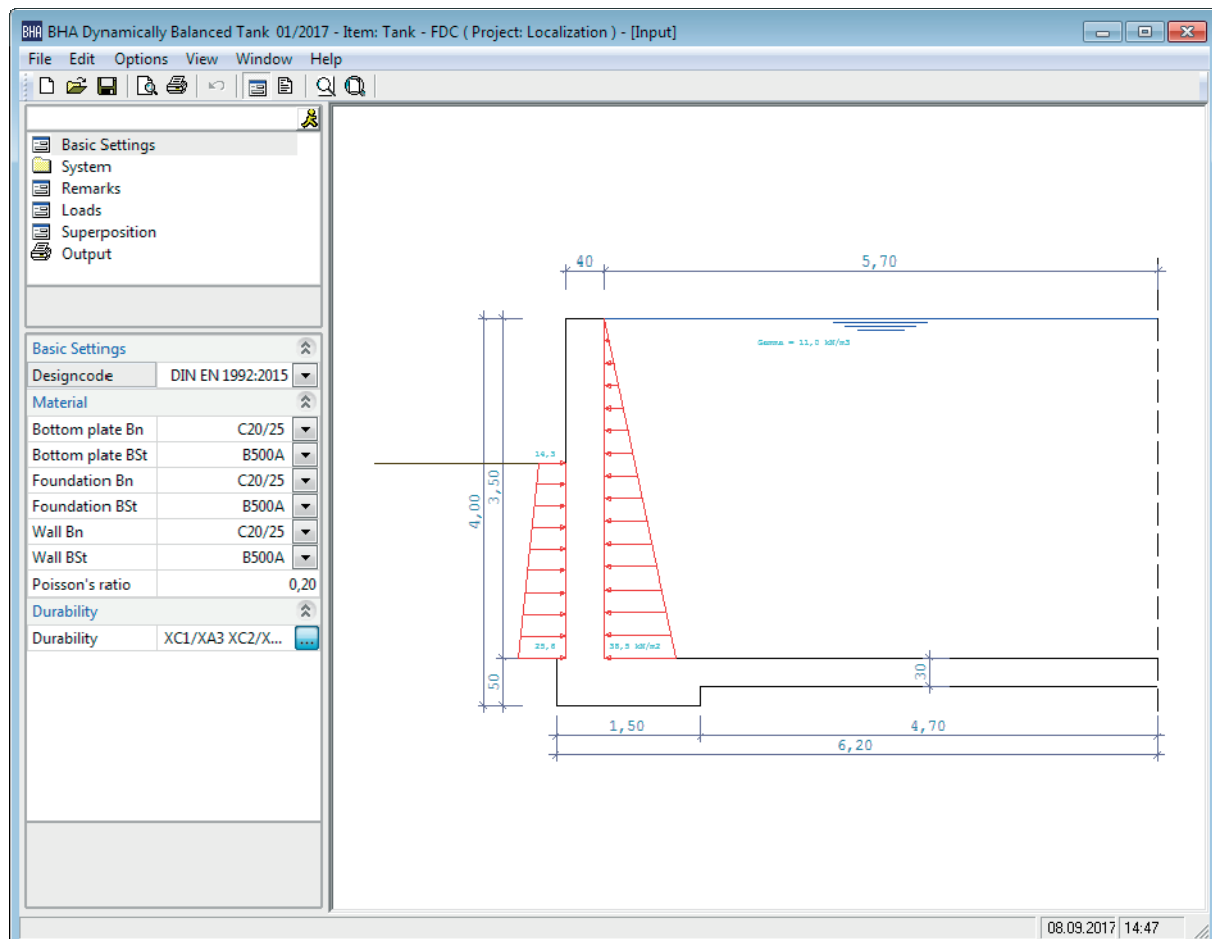 BHA BHA Dynamically Balanced Tank 01/2017 - Item: Tank - FDC ( Project: Localization ) - [Input]
File Edit Options View Window Help
Basic Settings
System
Remarks
Loads
Superposition
Output
Basic Settings
Designcode DIN EN 1992:2015
Material
Bottom plate Bn C20/25
Bottom plate BSt B500A
Foundation Bn C20/25
Foundation BSt B500A
Wall Bn C20/25
Wall BSt B500A
Poisson's ratio 0,20
Durability
Durability XC1/XA3 XC2/X... ...
40 5,70
Gamma = 11,0 kN/m3
14,3
3,50
4,00
25,6 38,5 kN/m2
30
50
1,50 4,70
6,20
08.09.2017 14:47